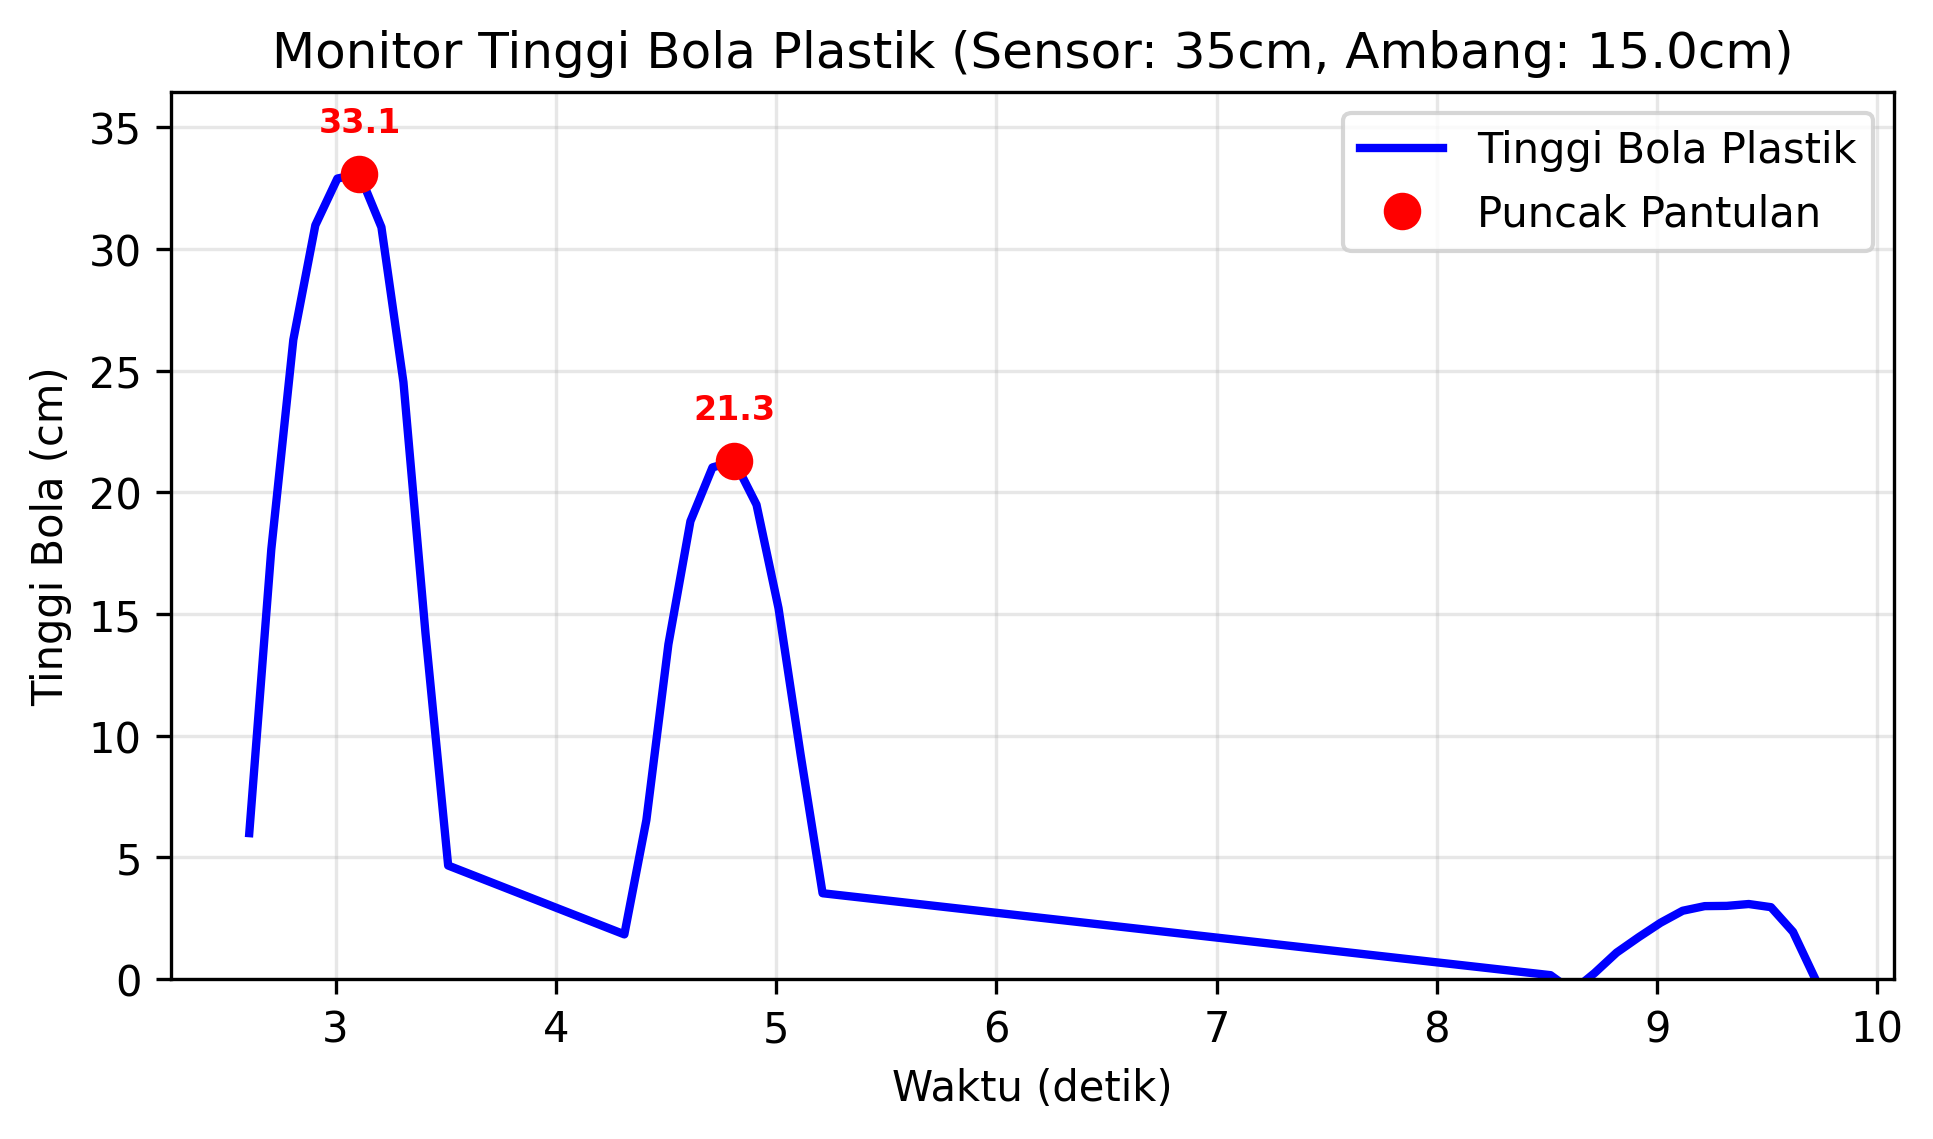 Monitor Tinggi Bola Plastik (Sensor: 35cm, Ambang: 15.0cm)
33.1
21.3
Tinggi Bola Plastik
Puncak Pantulan
Tinggi Bola (cm)
35
30
25
20
15
10
5
0
3 4 5 6 7 8 9 10
Waktu (detik)